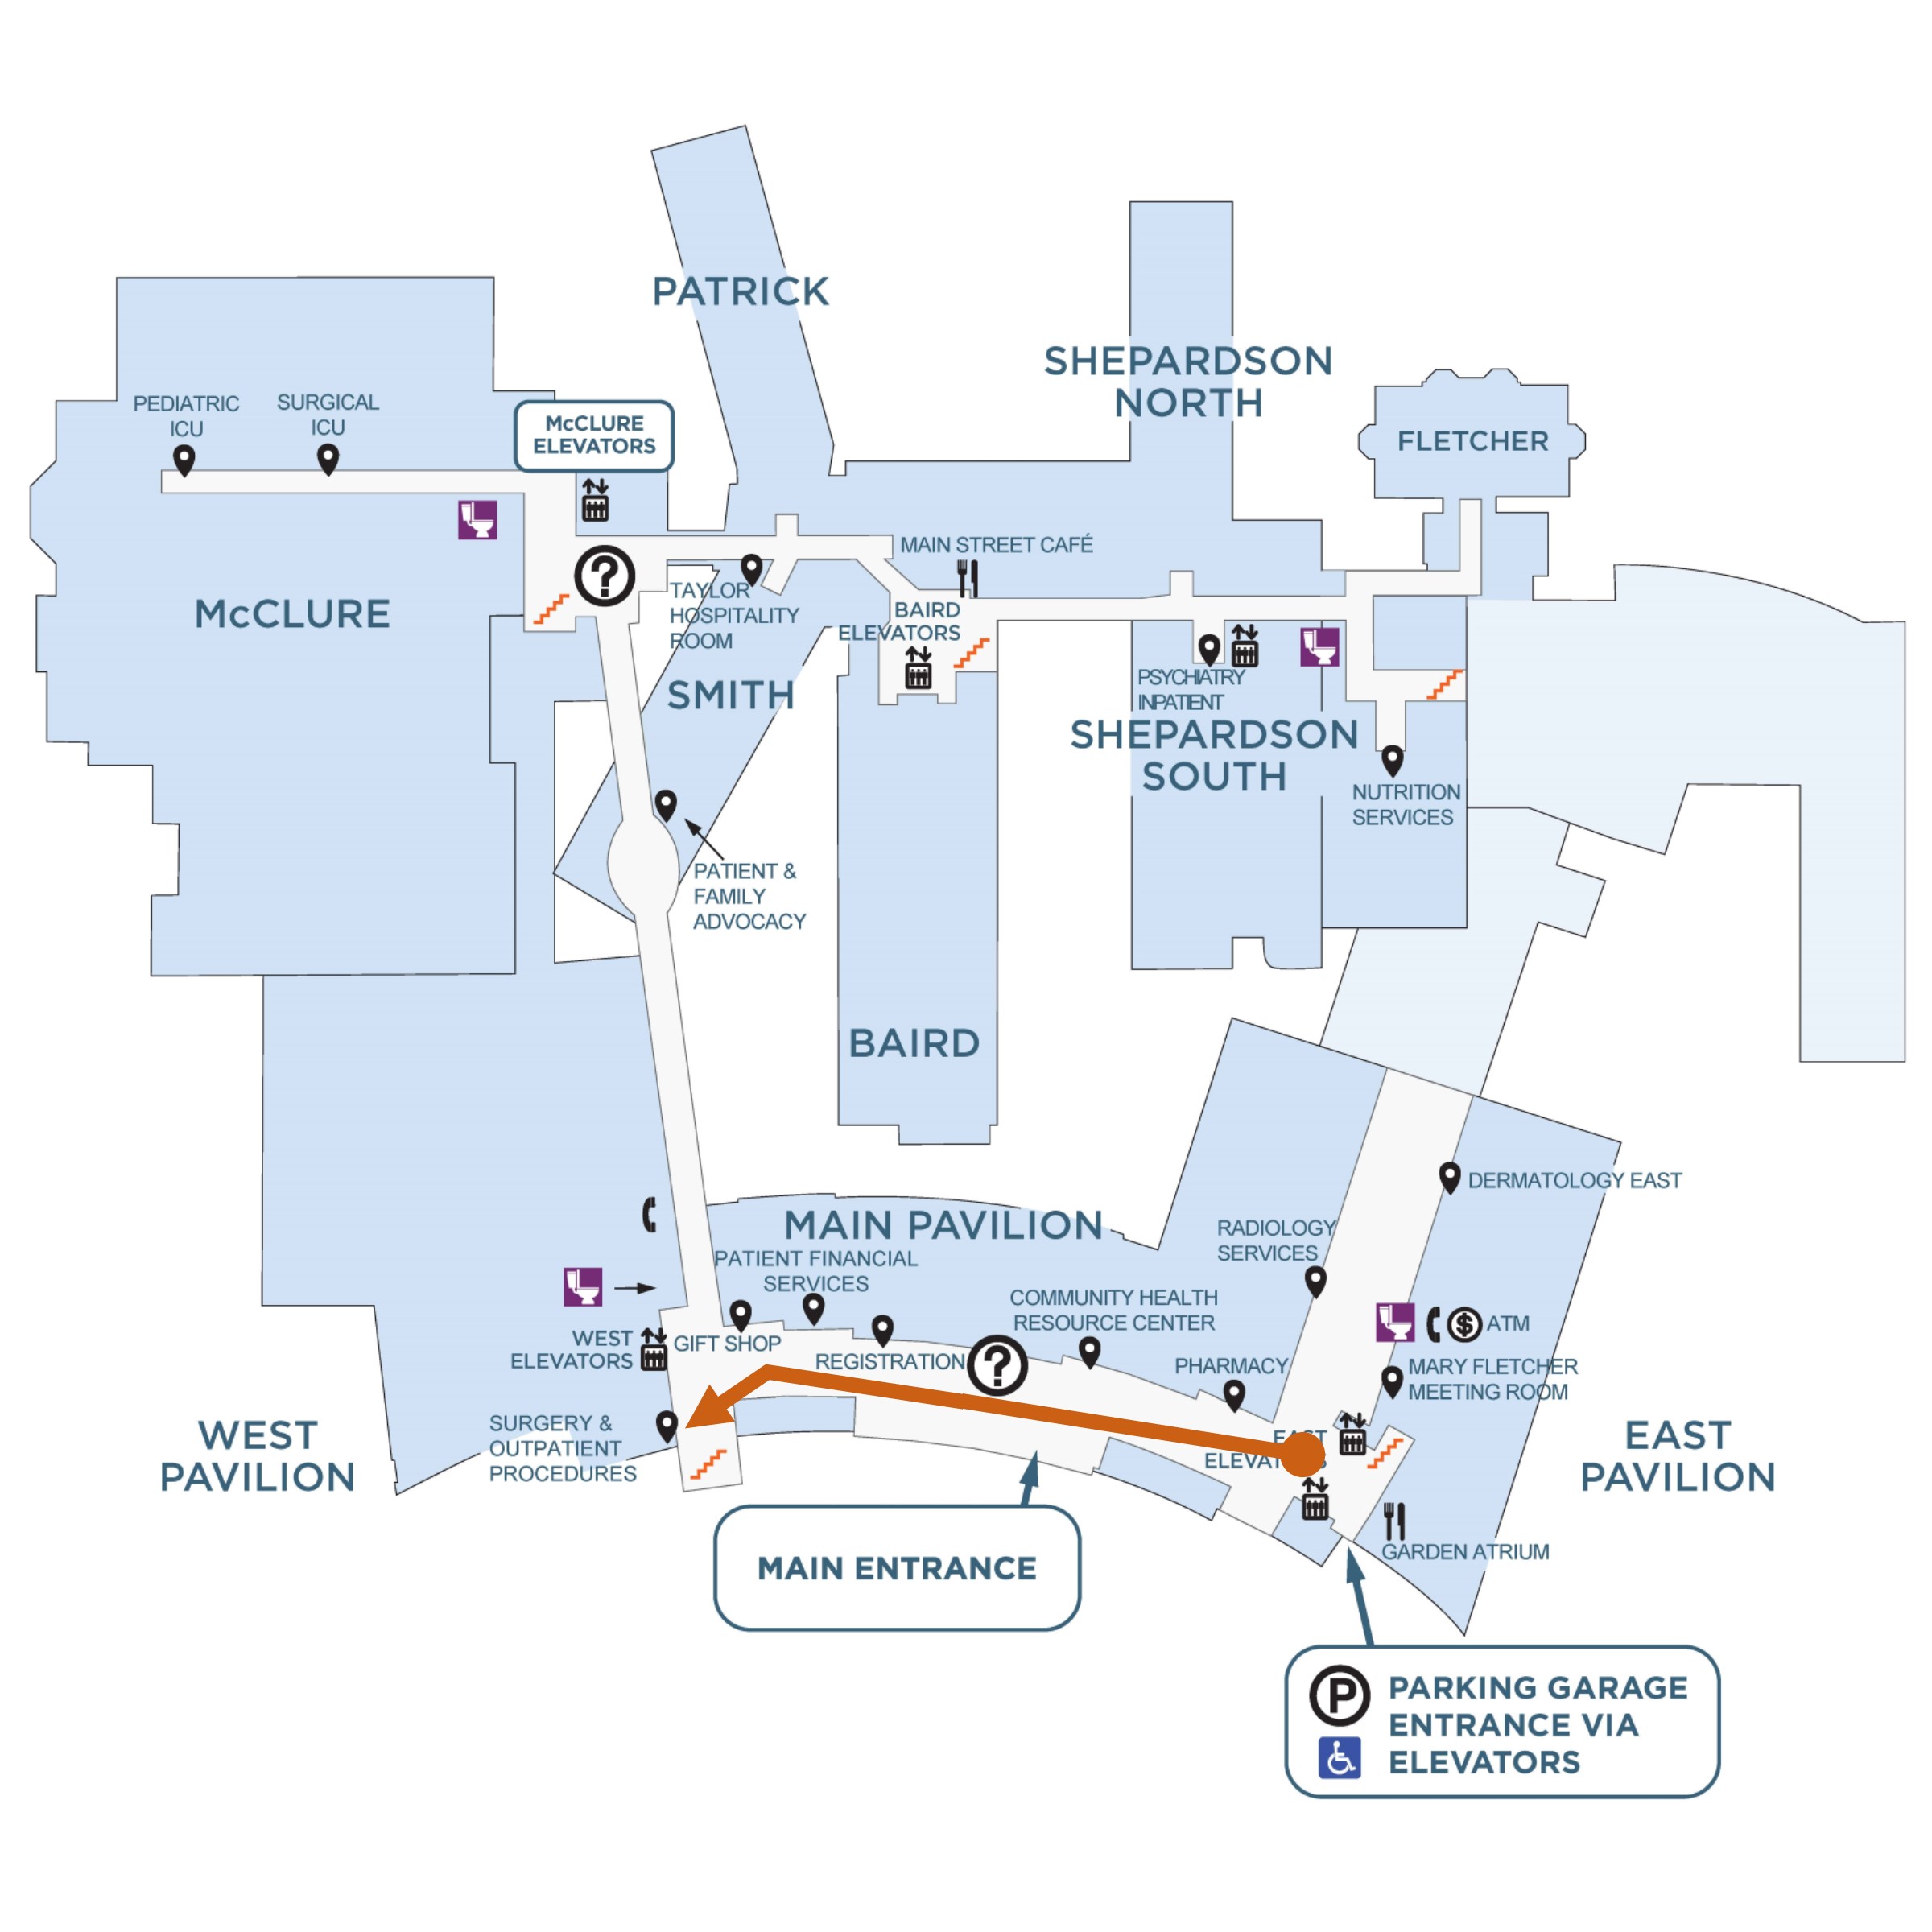 PATRICK
SHEPARDSON
NORTH
FLETCHER
PEDIATRIC
ICU
SURGICAL
ICU
McCLURE
ELEVATORS
?
MAIN STREET CAFÉ
McCLURE
TAYLOR
HOSPITALITY
ROOM
BAIRD
ELEVATORS
SMITH
PSYCHIATRY
INPATIENT
SHEPARDSON
SOUTH
NUTRITION
SERVICES
PATIENT &
FAMILY
ADVOCACY
BAIRD
DERMATOLOGY EAST
MAIN PAVILION
RADIOLOGY
SERVICES
PATIENT FINANCIAL
SERVICES
COMMUNITY HEALTH
RESOURCE CENTER
$ ATM
WEST
ELEVATORS
GIFT SHOP
REGISTRATION
?
PHARMACY
MARY FLETCHER
MEETING ROOM
SURGERY &
OUTPATIENT
PROCEDURES
WEST
PAVILION
EAST
ELEVATORS
EAST
PAVILION
MAIN ENTRANCE
GARDEN ATRIUM
P
PARKING GARAGE
ENTRANCE VIA
ELEVATORS